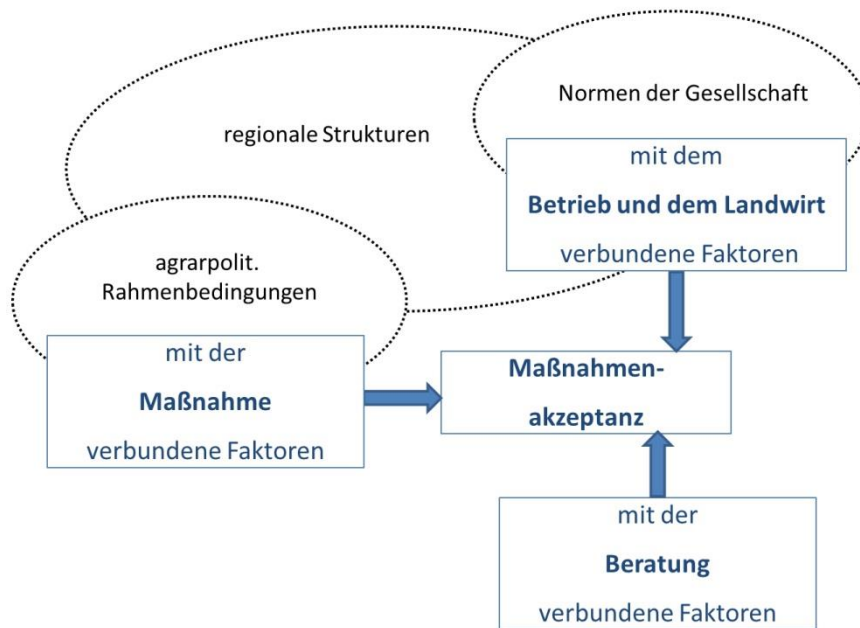 Normen der Gesellschaft
regionale Strukturen
mit dem
Betrieb und dem Landwirt
verbundene Faktoren
agrarpolit.
Rahmenbedingungen
mit der
Maßnahme
verbundene Faktoren
Maßnahmen-
akzeptanz
mit der
Beratung
verbundene Faktoren